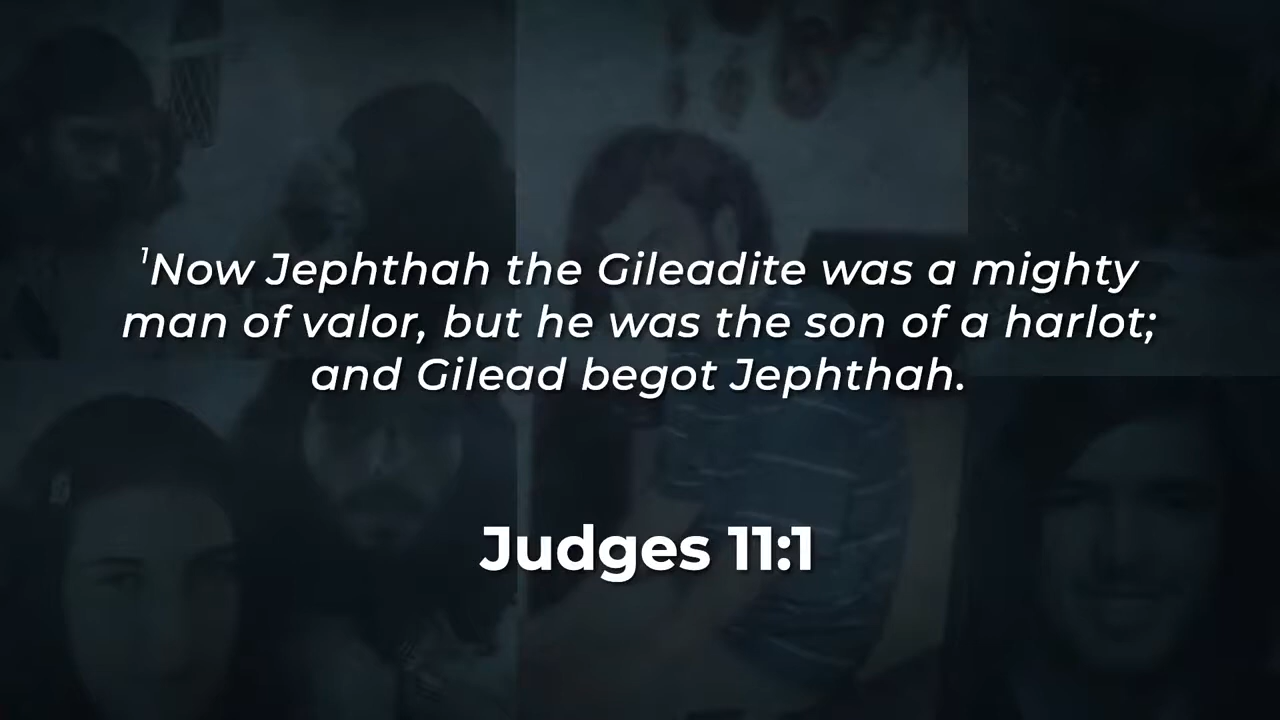 ¹Now Jephthah the Gileadite was a mighty
man of valor, but he was the son of a harlot;
and Gilead begot Jephthah.
Judges 11:1